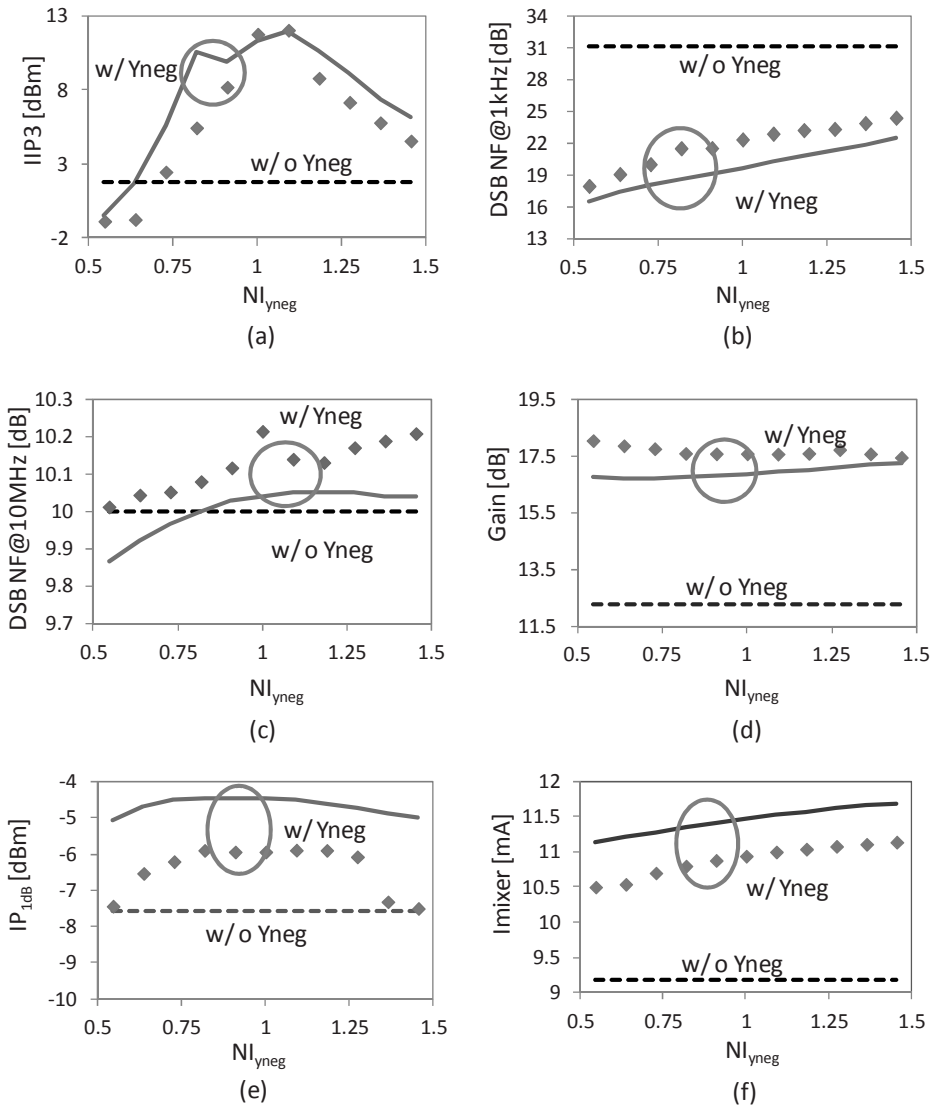 IIP3 [dBm]
13
8
3
-2
w/ Yneg
w/o Yneg
0.5 0.75 1 1.25 1.5
NIyneg
(a)
DSB NF@1kHz[dB]
34
31
28
25
22
19
16
13
w/o Yneg
w/ Yneg
0.5 0.75 1 1.25 1.5
NIyneg
(b)
DSB NF@10MHz [dB]
10.3
10.2
10.1
10
9.9
9.8
9.7
w/ Yneg
w/o Yneg
0.5 0.75 1 1.25 1.5
NIyneg
(c)
Gain [dB]
19.5
17.5
15.5
13.5
11.5
w/ Yneg
w/o Yneg
0.5 0.75 1 1.25 1.5
NIyneg
(d)
IP1dB [dBm]
-4
-5
-6
-7
-8
-9
-10
w/ Yneg
w/o Yneg
0.5 0.75 1 1.25 1.5
NIyneg
(e)
Imixer [mA]
12
11.5
11
10.5
10
9.5
9
w/ Yneg
w/o Yneg
0.5 0.75 1 1.25 1.5
NIyneg
(f)